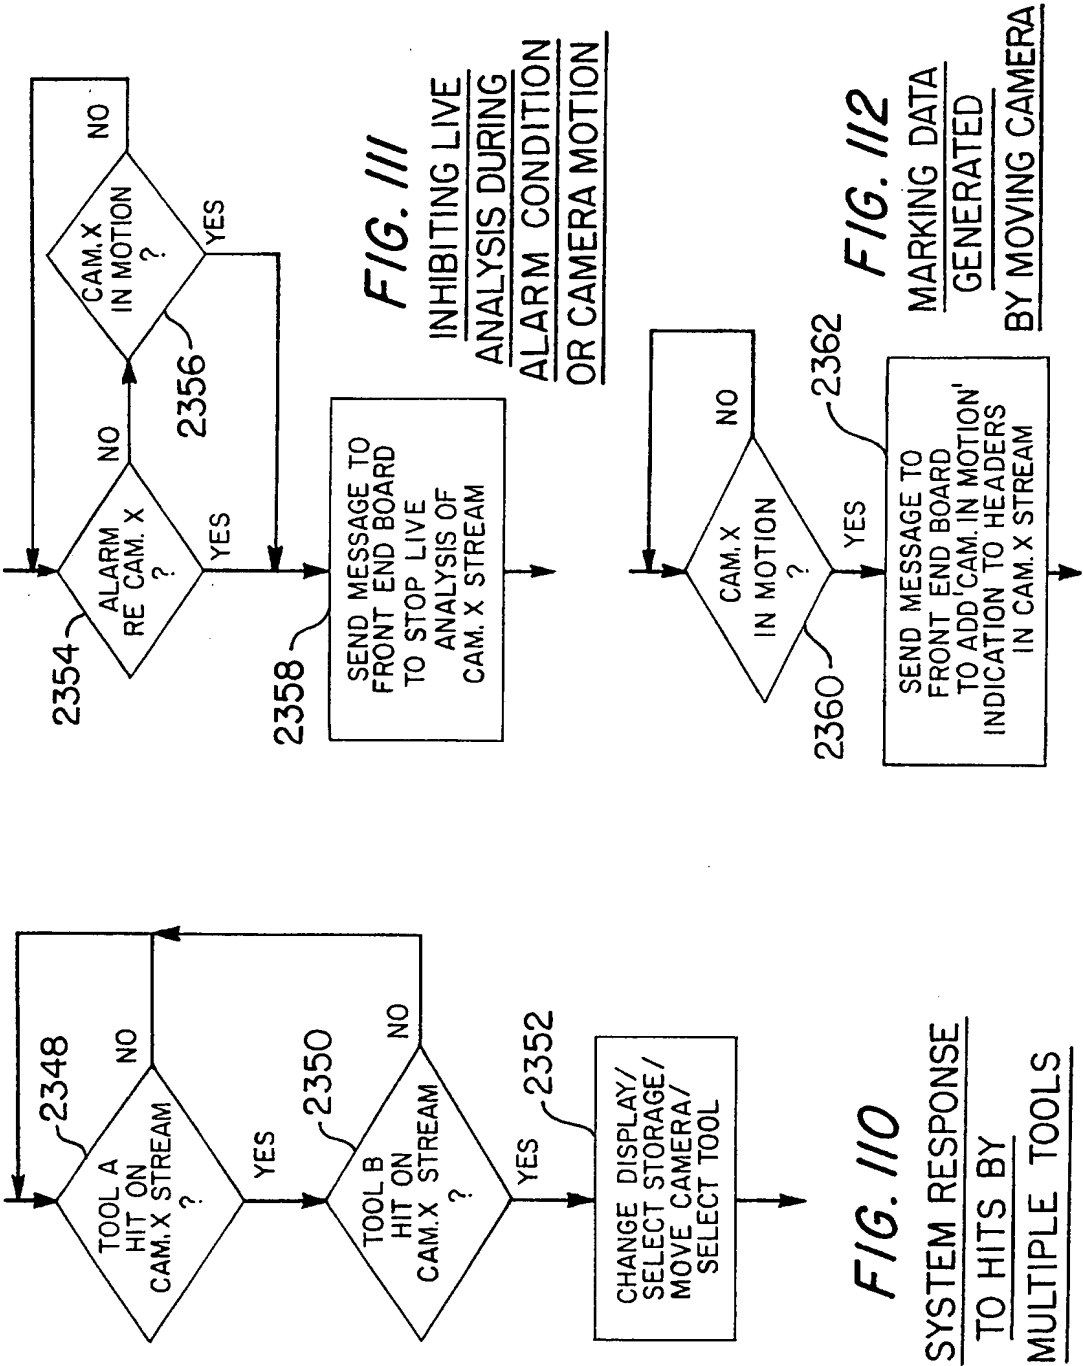 2348
TOOL A
HIT ON
CAM.X STREAM
?
NO
YES
2350
TOOL B
HIT ON
CAM.X STREAM
?
NO
YES
2352
CHANGE DISPLAY/
SELECT STORAGE/
MOVE CAMERA/
SELECT TOOL
FIG. 110
SYSTEM RESPONSE
TO HITS BY
MULTIPLE TOOLS
2354
ALARM
RE CAM. X
?
NO
YES
CAM. X
IN MOTION
?
NO
YES
2356
2358
SEND MESSAGE TO
FRONT END BOARD
TO STOP LIVE
ANALYSIS OF
CAM. X STREAM
FIG. 111
INHIBITING LIVE
ANALYSIS DURING
ALARM CONDITION
OR CAMERA MOTION
CAM. X
IN MOTION
?
NO
YES
2360
2362
SEND MESSAGE TO
FRONT END BOARD
TO ADD 'CAM. IN MOTION'
INDICATION TO HEADERS
IN CAM. X STREAM
FIG. 112
MARKING DATA
GENERATED
BY MOVING CAMERA